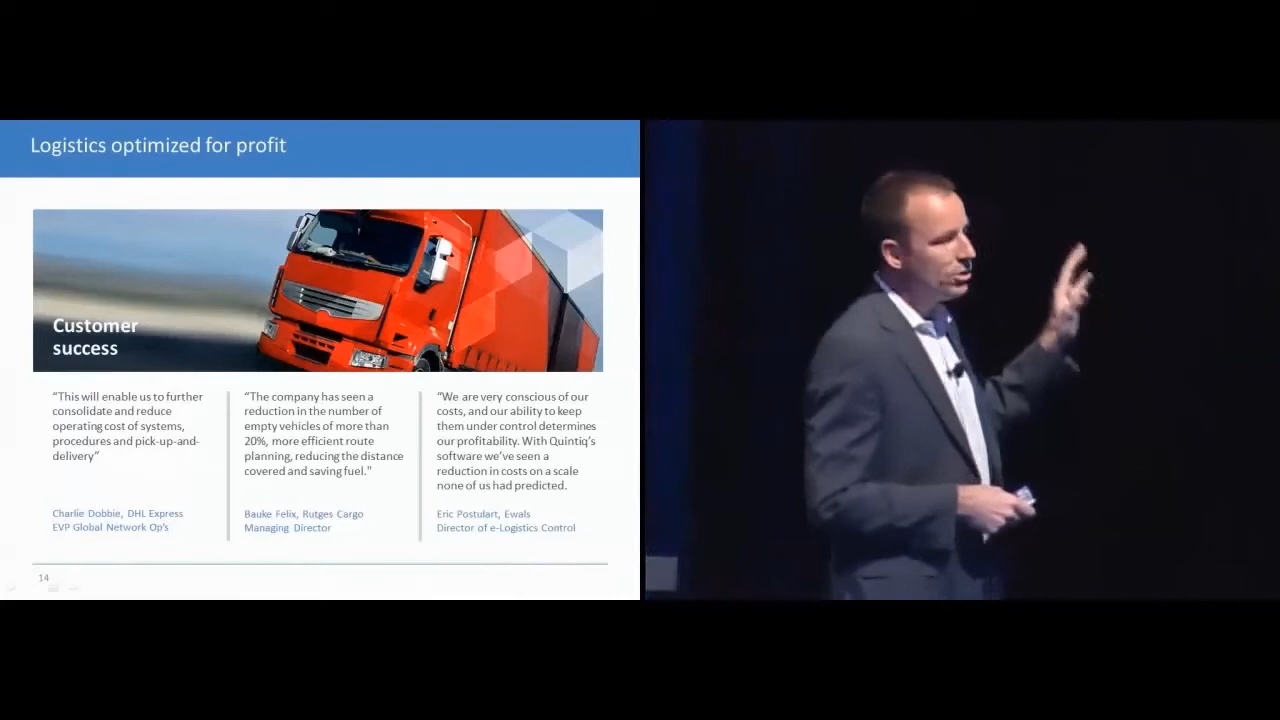 Logistics optimized for profit
Customer
success
“This will enable us to further
consolidate and reduce
operating cost of systems,
procedures and pick-up-and-
delivery”
Charlie Dobbie, DHL Express
EVP Global Network Op’s
“The company has seen a
reduction in the number of
empty vehicles of more than
20%, more efficient route
planning, reducing the distance
covered and saving fuel."
Bauke Felix, Rutges Cargo
Managing Director
“We are very conscious of our
costs, and our ability to keep
them under control determines
our profitability. With Quintiq’s
software we’ve seen a
reduction in costs on a scale
none of us had predicted.
Eric Postulart, Ewals
Director of e-Logistics Control
14